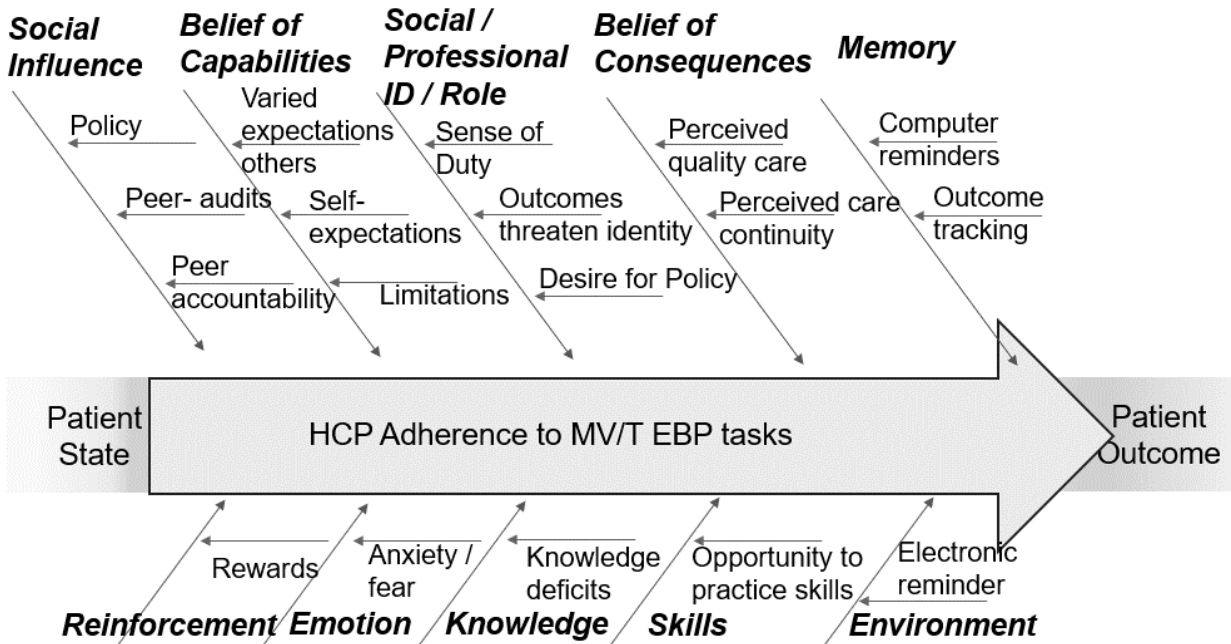 Social
Influence
Belief of
Capabilities
Social /
Professional
ID / Role
Belief of
Consequences
Memory
Policy
Peer- audits
Peer
accountability
Varied
expectations
others
Self-
expectations
Limitations
Sense of
Duty
Outcomes
threaten identity
Desire for Policy
Perceived
quality care
Perceived care
continuity
Computer
reminders
Outcome
tracking
Patient
State
HCP Adherence to MV/T EBP tasks
Patient
Outcome
Rewards
Reinforcement
Anxiety /
fear
Emotion
Knowledge
deficits
Knowledge
Opportunity to
practice skills
Skills
Electronic
reminder
Environment